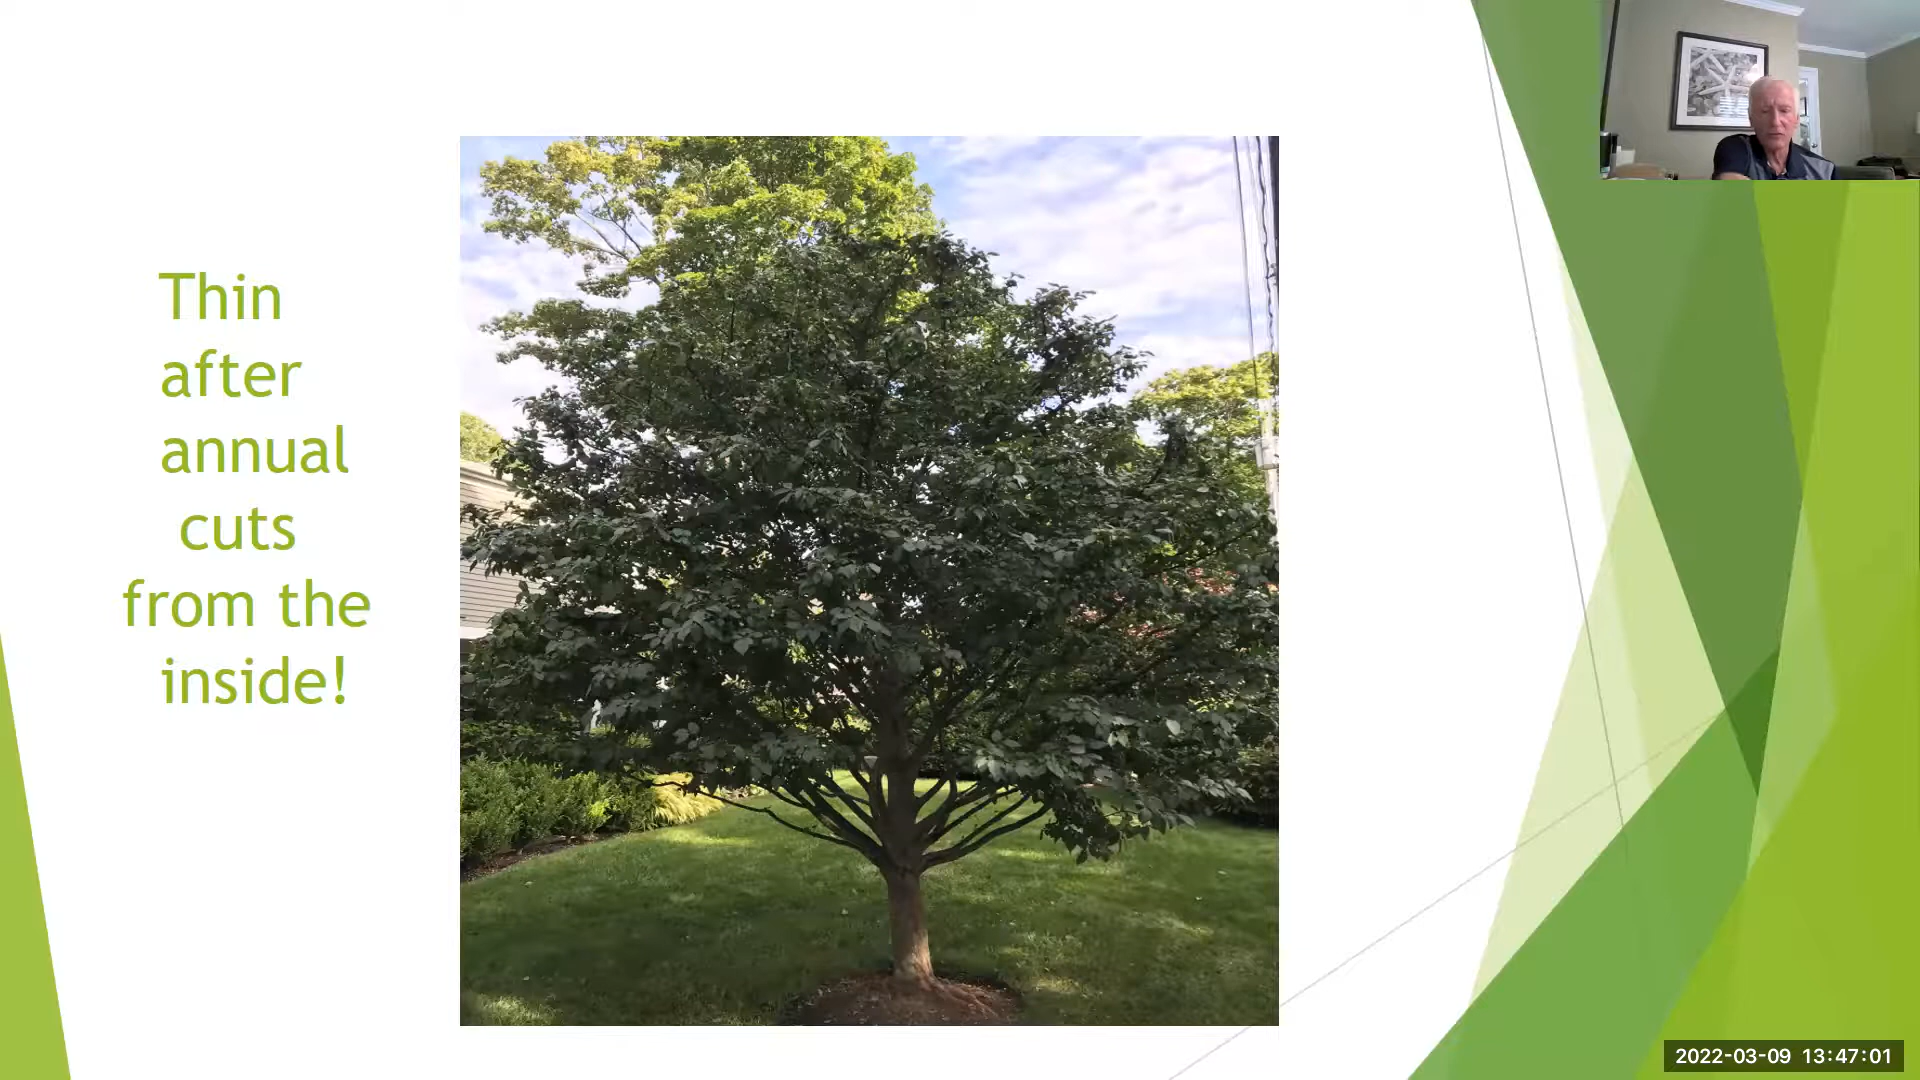 Thin
after
annual
cuts
from the
inside!
2022-03-09 13:47:01